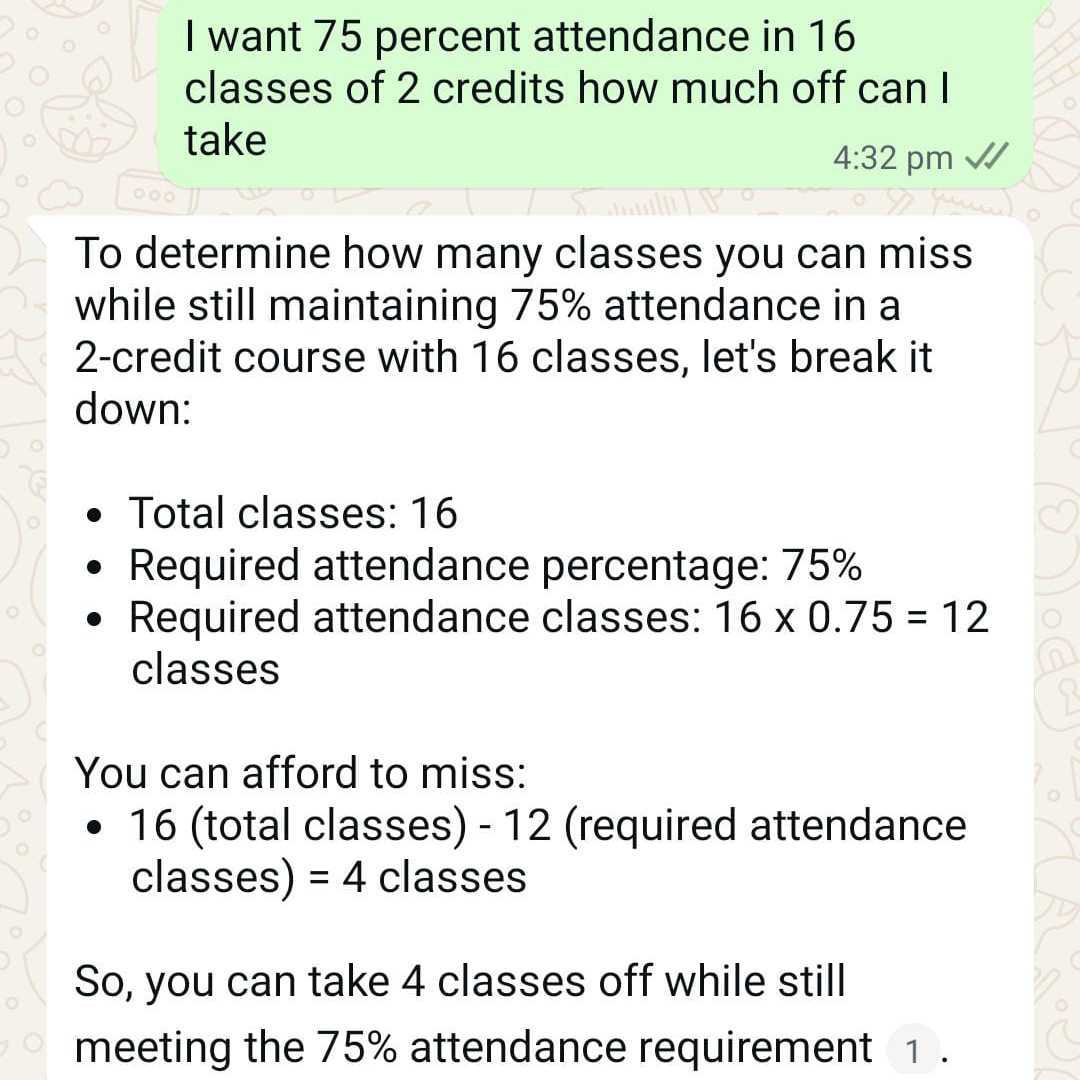 I want 75 percent attendance in 16
classes of 2 credits how much off can I
take
4:32 pm
To determine how many classes you can miss
while still maintaining 75% attendance in a
2-credit course with 16 classes, let's break it
down:
• Total classes: 16
• Required attendance percentage: 75%
• Required attendance classes: 16 x 0.75 = 12
classes
You can afford to miss:
• 16 (total classes) - 12 (required attendance
classes) = 4 classes
So, you can take 4 classes off while still
meeting the 75% attendance requirement 1 .